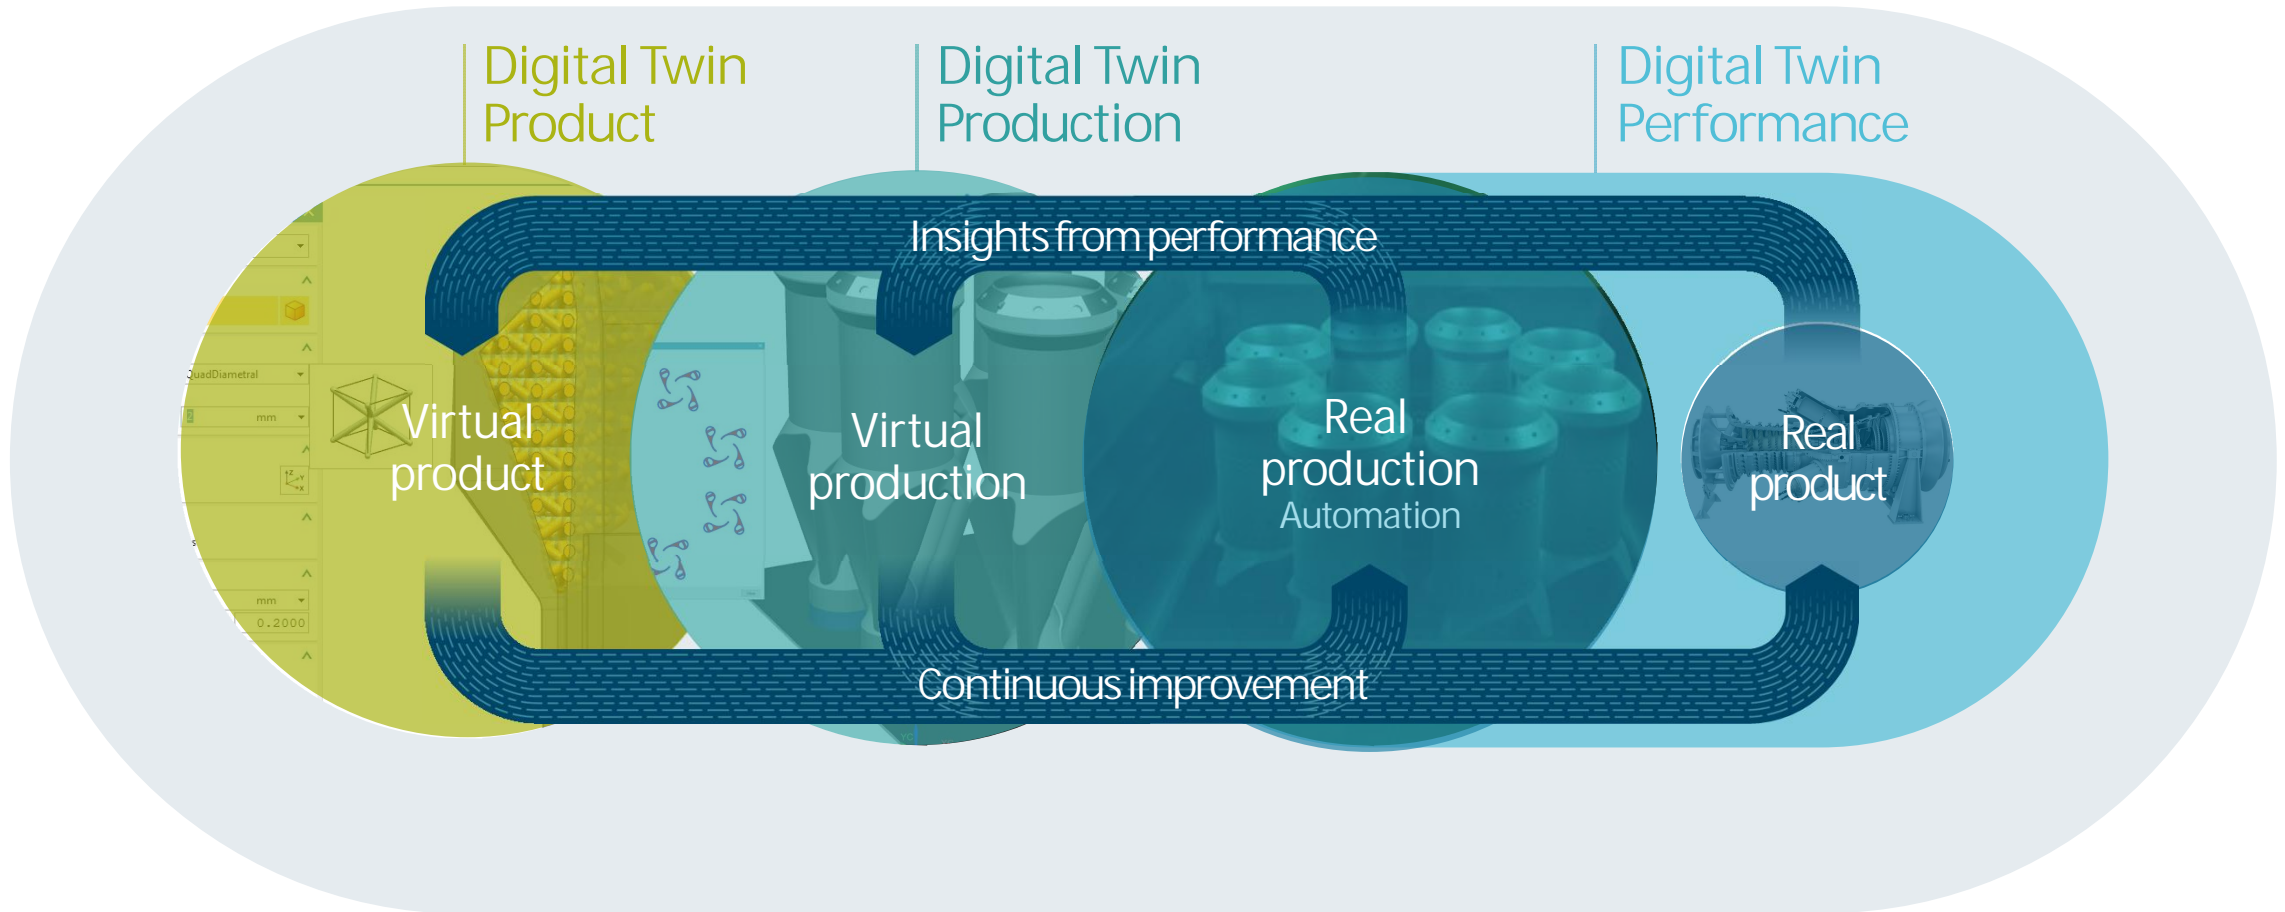 Digital Twin
Product
Digital Twin
Production
Digital Twin
Performance
Insights from performance
QuadDiametral
mm
Virtual
product
Virtual
production
Real
production
Automation
Real
product
Z
Y
X
s
mm
0.2000
Continuous improvement
YC